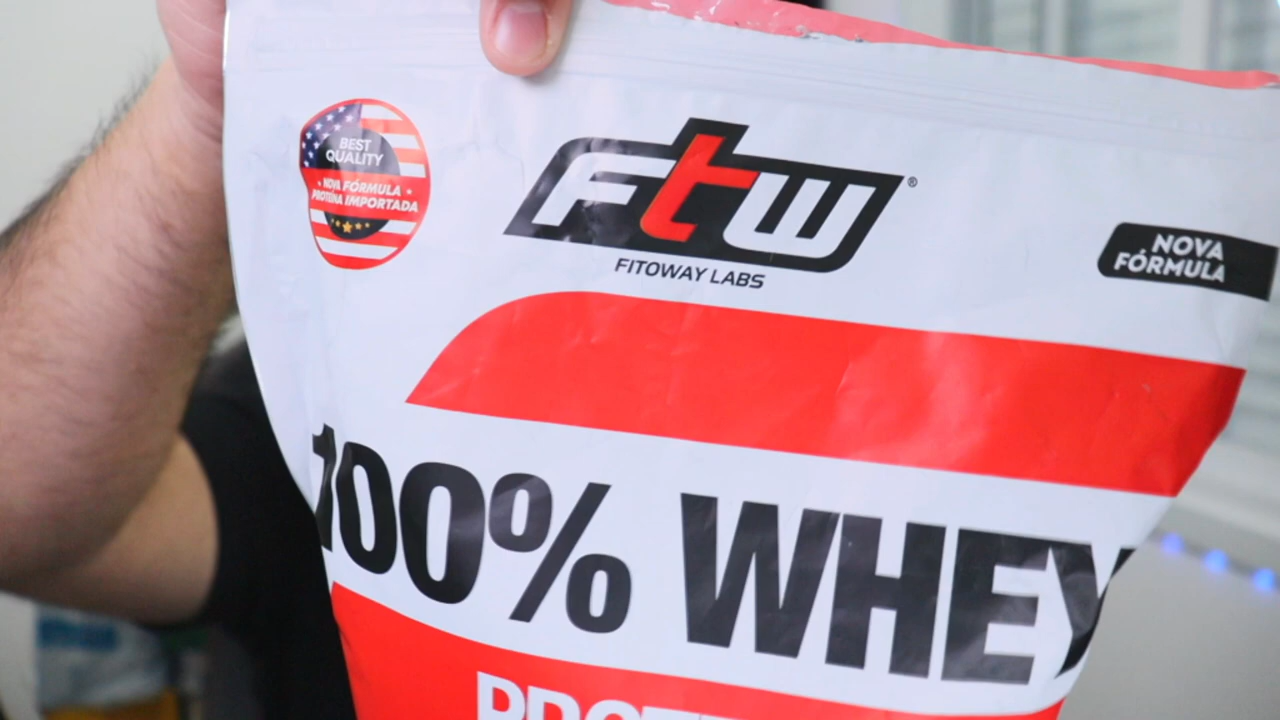 BEST
QUALITY
• NOVA FÓRMULA •
PROTEÍNA IMPORTADA
FTW®
FITOWAY LABS
NOVA
FÓRMULA
100% WHEY